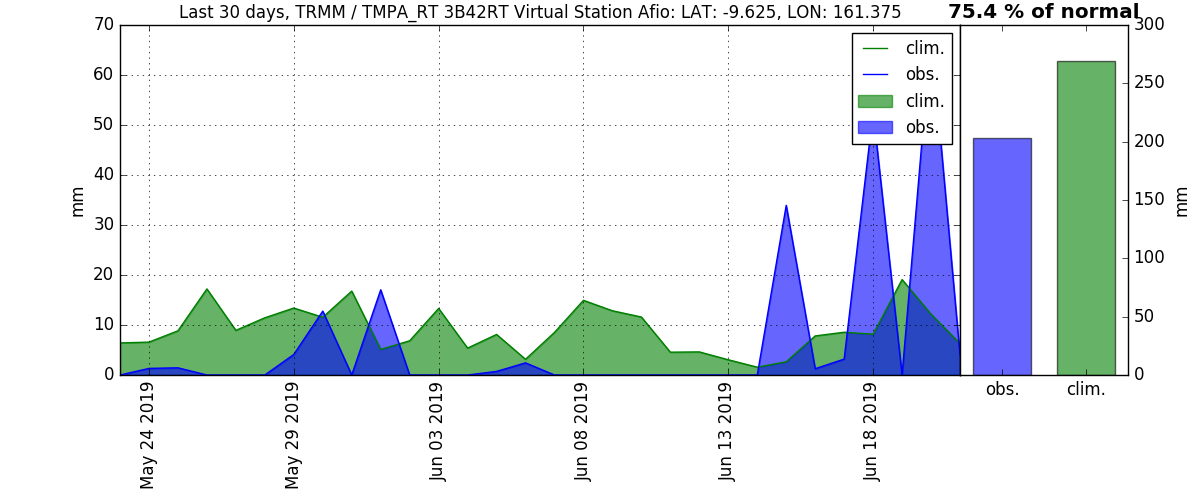 Last 30 days, TRMM / TMPA_RT 3B42RT Virtual Station Afio: LAT: -9.625, LON: 161.375
75.4 % of normal
70
60
50
40
30
20
10
0
mm
clim.
obs.
clim.
obs.
300
250
200
150
100
50
0
mm
May 24 2019
May 29 2019
Jun 03 2019
Jun 08 2019
Jun 13 2019
Jun 18 2019
obs.
clim.